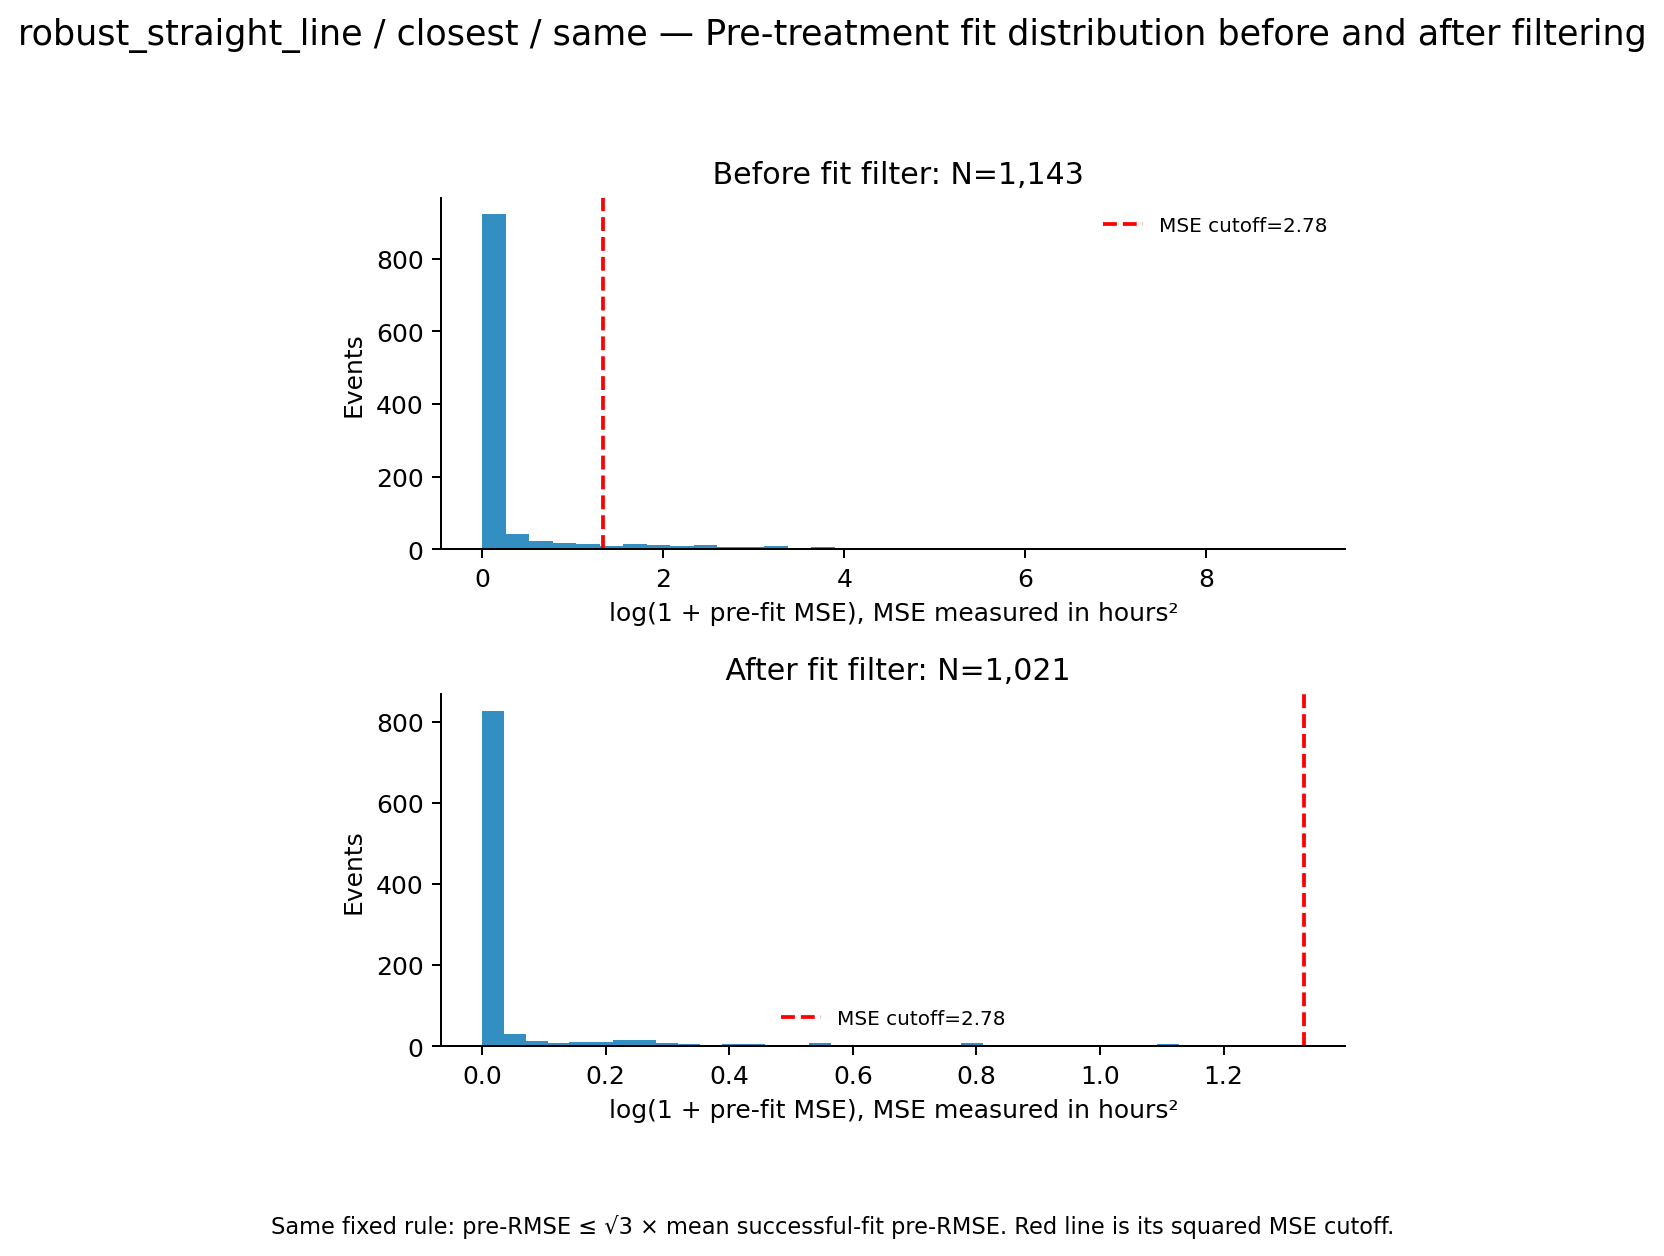 robust_straight_line / closest / same — Pre-treatment fit distribution before and after filtering
Before fit filter: N=1,143
MSE cutoff=2.78
800
600
400
200
0
Events
0 2 4 6 8
log(1 + pre-fit MSE), MSE measured in hours²
After fit filter: N=1,021
800
600
400
200
0
Events
MSE cutoff=2.78
0.0 0.2 0.4 0.6 0.8 1.0 1.2
log(1 + pre-fit MSE), MSE measured in hours²
Same fixed rule: pre-RMSE ≤ √3 × mean successful-fit pre-RMSE. Red line is its squared MSE cutoff.